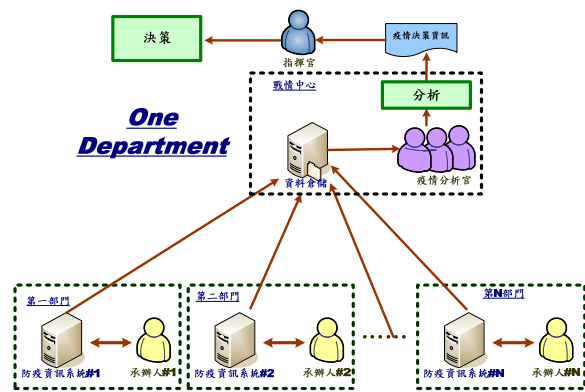 決策
指揮官
疫情決策資訊
戰情中心
分析
One
Department
資料倉儲
疫情分析官
第一部門
防疫資訊系統#1
承辦人#1
第二部門
防疫資訊系統#2
承辦人#2
第N部門
防疫資訊系統#N
承辦人#N